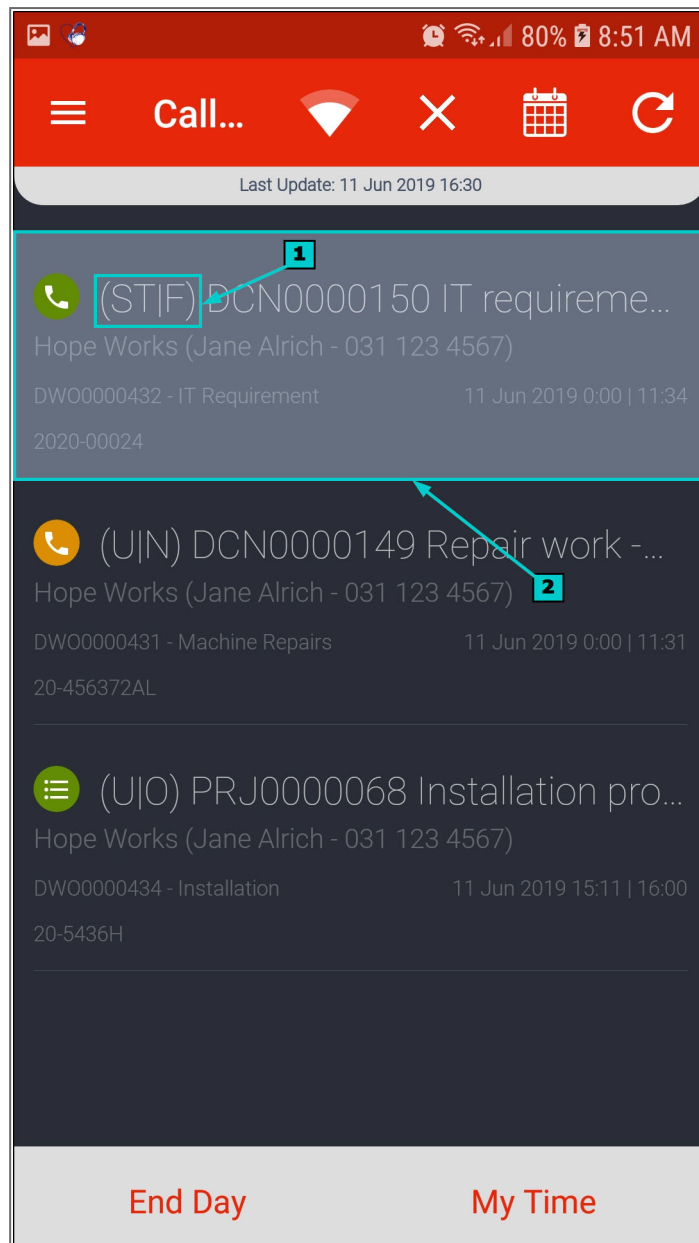 80% 8:51 AM
Call...
Last Update: 11 Jun 2019 16:30
1
(ST|F) DCN0000150 IT requireme...
Hope Works (Jane Alrich - 031 123 4567)
DWO0000432 - IT Requirement 11 Jun 2019 0:00 | 11:34
2020-00024
(U|N) DCN0000149 Repair work -...
Hope Works (Jane Alrich - 031 123 4567)
2
DWO0000431 - Machine Repairs 11 Jun 2019 0:00 | 11:31
20-456372AL
(U|O) PRJ0000068 Installation pro...
Hope Works (Jane Alrich - 031 123 4567)
DWO0000434 - Installation 11 Jun 2019 15:11 | 16:00
20-5436H
End Day My Time